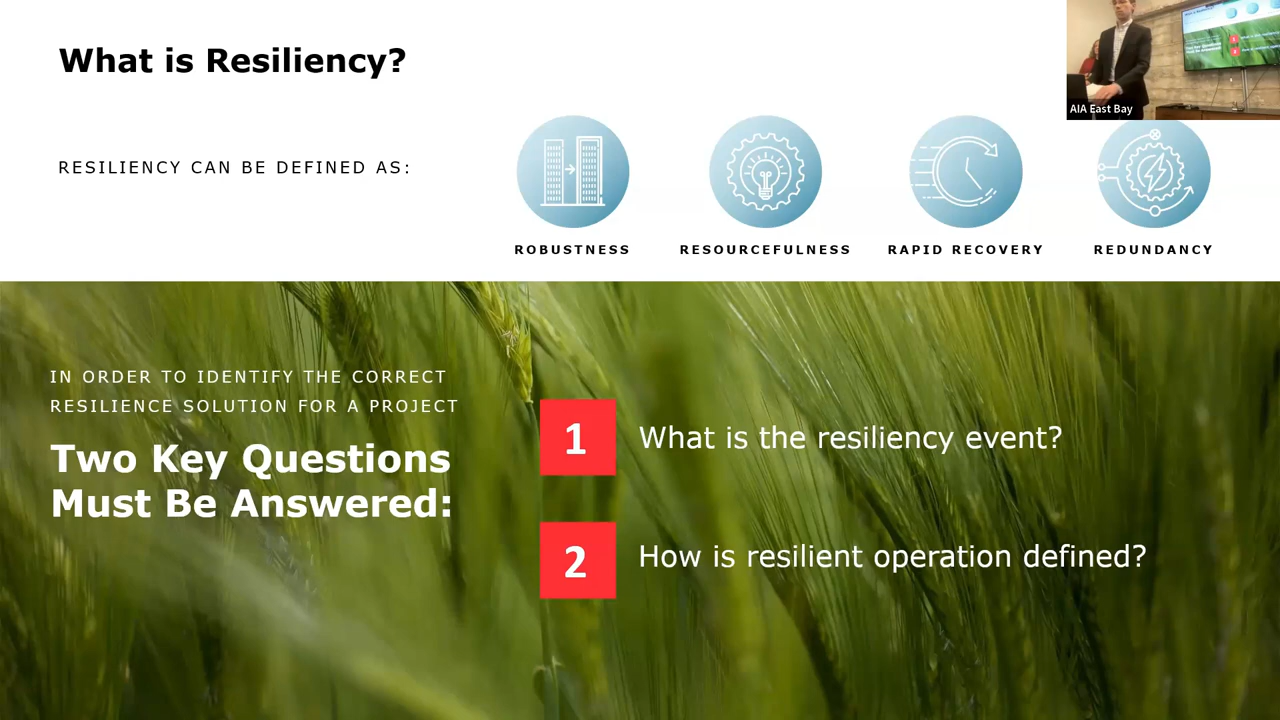 What is Resiliency?
AIA East Bay
RESILIENCY CAN BE DEFINED AS:
ROBUSTNESS
RESOURCEFULNESS
RAPID RECOVERY
REDUNDANCY
IN ORDER TO IDENTIFY THE CORRECT
RESILIENCE SOLUTION FOR A PROJECT
Two Key Questions
Must Be Answered:
1 What is the resiliency event?
2 How is resilient operation defined?